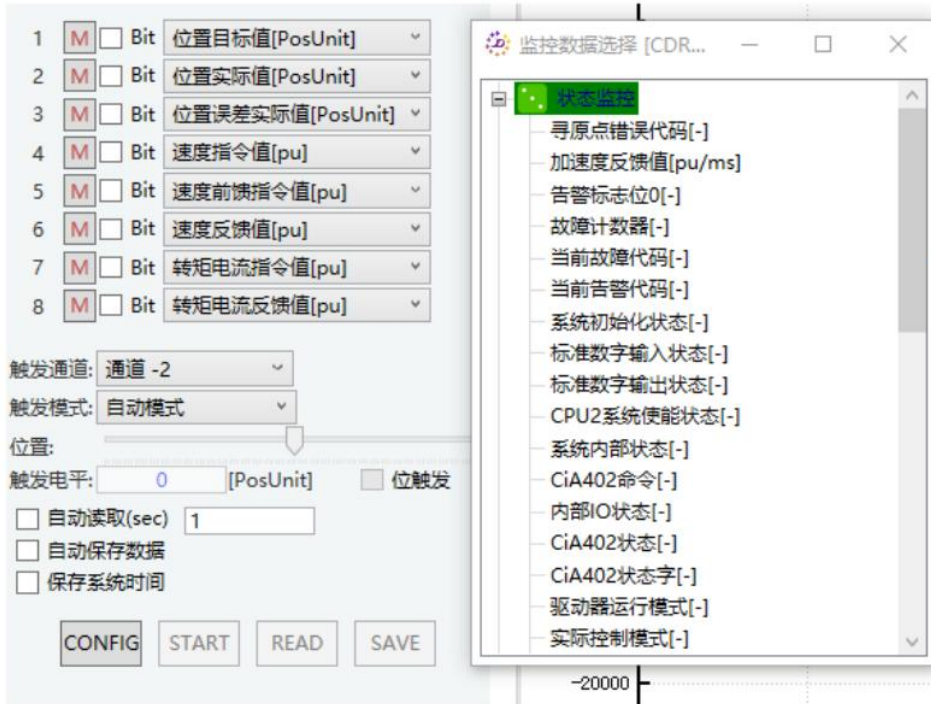 1 M Bit 位置目标值[PosUnit]
2 M Bit 位置实际值[PosUnit]
3 M Bit 位置误差实际值[PosUnit]
4 M Bit 速度指令值[pu]
5 M Bit 速度前馈指令值[pu]
6 M Bit 速度反馈值[pu]
7 M Bit 转矩电流指令值[pu]
8 M Bit 转矩电流反馈值[pu]
触发通道: 通道 -2
触发模式: 自动模式
位置:
触发电平: 0 [PosUnit] 位触发
自动读取(sec) 1
自动保存数据
保存系统时间
CONFIG START READ SAVE
监控数据选择 [CDR...
状态监控
寻原点错误代码[-]
加速度反馈值[pu/ms]
告警标志位0[-]
故障计数器[-]
当前故障代码[-]
当前告警代码[-]
系统初始化状态[-]
标准数字输入状态[-]
标准数字输出状态[-]
CPU2系统使能状态[-]
系统内部状态[-]
CiA402命令[-]
内部IO状态[-]
CiA402状态[-]
CiA402状态字[-]
驱动器运行模式[-]
实际控制模式[-]
-20000